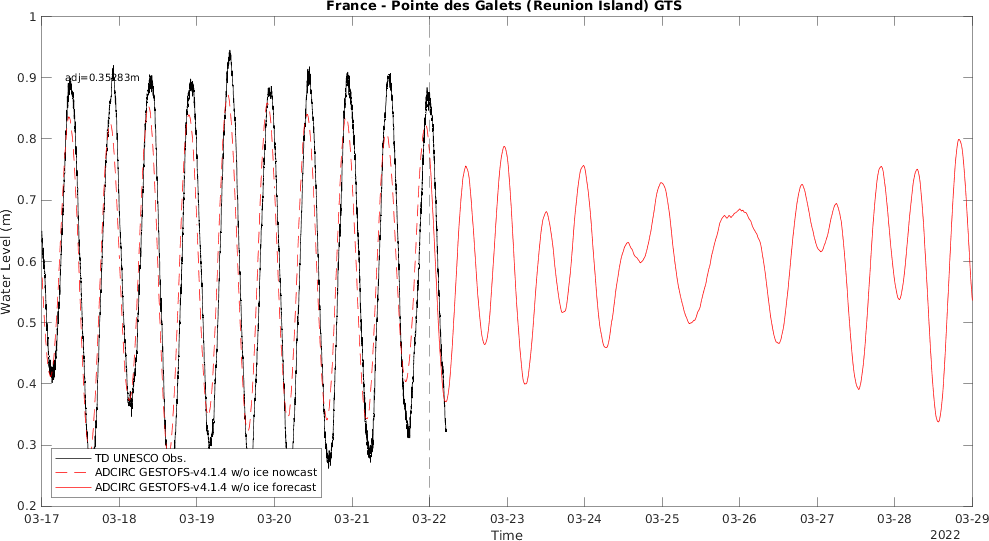 France - Pointe des Galets (Reunion Island) GTS
1
0.9
0.8
0.7
0.6
0.5
0.4
0.3
0.2
Water Level (m)
adj=0.35283m
TD UNESCO Obs.
ADCIRC GESTOFS-v4.1.4 w/o ice nowcast
ADCIRC GESTOFS-v4.1.4 w/o ice forecast
03-17 03-18 03-19 03-20 03-21 03-22 03-23 03-24 03-25 03-26 03-27 03-28 03-29
Time
2022